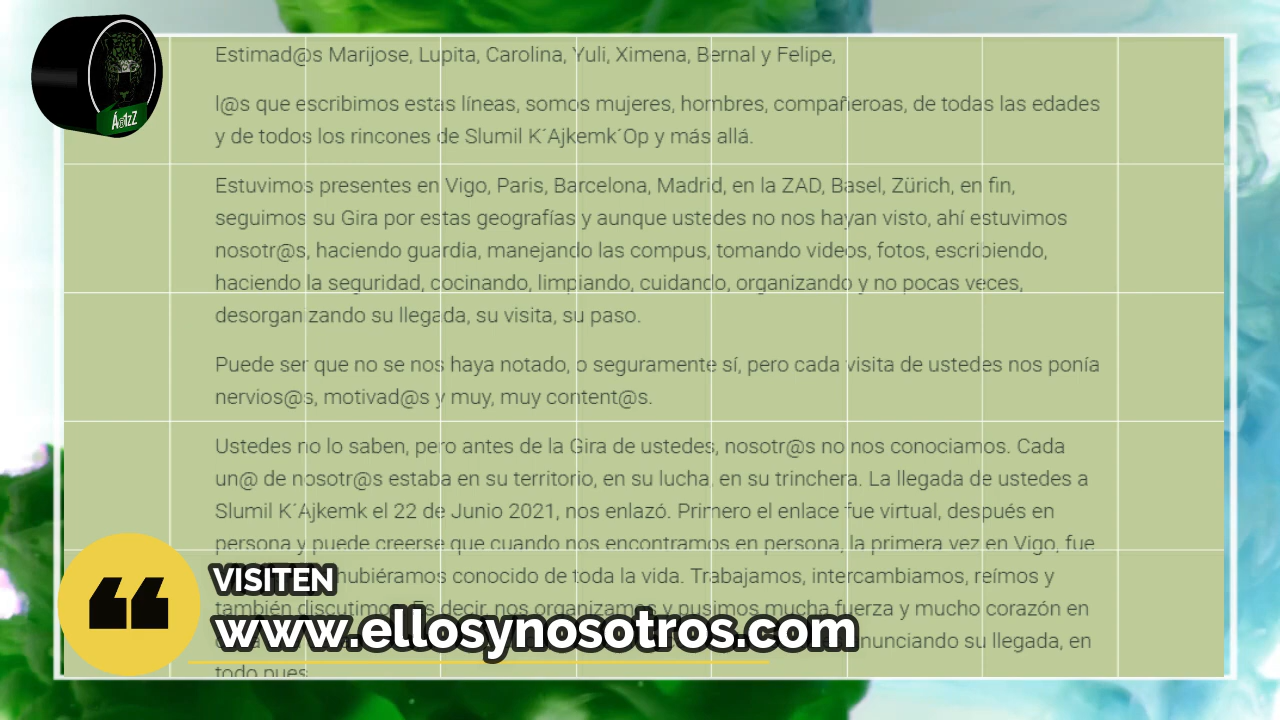 Estimad@s Marijose, Lupita, Carolina, Yuli, Ximena, Bernal y Felipe,
l@s que escribimos estas líneas, somos mujeres, hombres, compañeroas, de todas las edades
y de todos los rincones de Slumil K´Ajkemk´Op y más allá.
Estuvimos presentes en Vigo, Paris, Barcelona, Madrid, en la ZAD, Basel, Zürich, en fin,
seguimos su Gira por estas geografías y aunque ustedes no nos hayan visto, ahí estuvimos
nosotr@s, haciendo guardia, manejando las compus, tomando videos, fotos, escribiendo,
haciendo la seguridad, cocinando, limpiando, cuidando, organizando y no pocas veces,
desorganizando su llegada, su visita, su paso.
Puede ser que no se nos haya notado, o seguramente sí, pero cada visita de ustedes nos ponía
nervios@s, motivad@s y muy, muy content@s.
Ustedes no lo saben, pero antes de la Gira de ustedes, nosotr@s no nos conociamos. Cada
un@ de nosotr@s estaba en su territorio, en su lucha, en su trinchera. La llegada de ustedes a
Slumil K´Ajkemk el 22 de Junio 2021, nos enlazó. Primero el enlace fue virtual, después en
persona y puede creerse que cuando nos encontramos en persona, la primera vez en Vigo, fue
hubiéramos conocido de toda la vida. Trabajamos, intercambiamos, reímos y
también discutimos. Es decir, nos organizamos y pusimos mucha fuerza y mucho corazón en
anunciando su llegada, en
todo pues
VISITEN
www.ellosynosotros.com